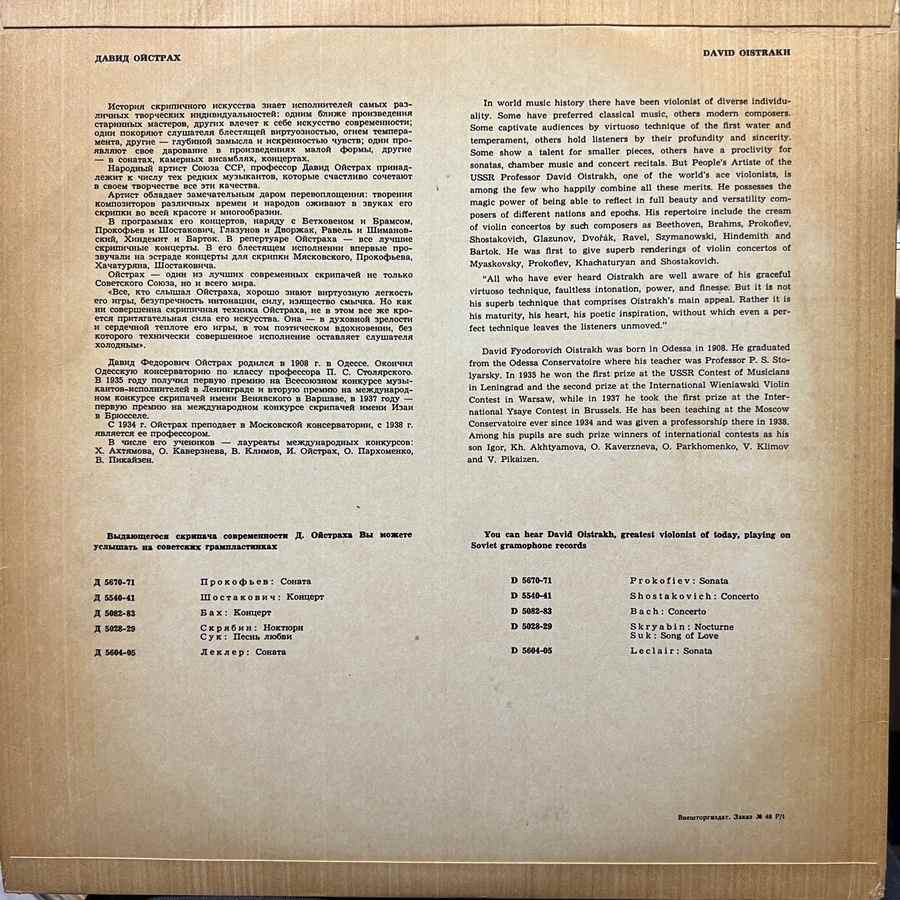 ДАВИД ОЙСТРАХ
История скрипичного искусства знает исполнителей самых раз-
личных творческих индивидуальностей: одним ближе произведения
старинных мастеров, других влечет к себе искусство современности;
одни покоряют слушателя блестящей виртуозностью, огнем темпера-
мента, другие — глубиной замысла и искренностью чувств; одни про-
являют свое дарование в произведениях малой формы, другие
— в сонатах, камерных ансамблях, концертах.
Народный артист Союза ССР, профессор Давид Ойстрах принад-
лежит к числу тех редких музыкантов, которые счастливо сочетают
в своем творчестве все эти качества.
Артист обладает замечательным даром перевоплощения: творения
композиторов различных времен и народов оживают в звуках его
скрипки во всей красоте и многообразии.
В программах его концертов, наряду с Бетховеном и Брамсом,
Прокофьев и Шостакович, Глазунов и Дворжак, Равель и Шиманов-
ский, Хиндемит и Барток. В репертуаре Ойстраха — все лучшие
скрипичные концерты. В его блестящем исполнении впервые про-
звучали на эстраде концерты для скрипки Мясковского, Прокофьева,
Хачатуряна, Шостаковича.
Ойстрах — один из лучших современных скрипачей не только
Советского Союза, но и всего мира.
«Все, кто слышал Ойстраха, хорошо знают виртуозную легкость
его игры, безупречность интонации, силу, изящество смычка. Но как
ни совершенна скрипичная техника Ойстраха, не в этом все же кро-
ется притягательная сила его искусства. Она — в духовной зрелости
и сердечной теплоте его игры, в том поэтическом вдохновении, без
которого технически совершенное исполнение оставляет слушателя
холодным».
Давид Федорович Ойстрах родился в 1908 г. в Одессе. Окончил
Одесскую консерваторию по классу профессора П. С. Столярского.
В 1935 году получил первую премию на Всесоюзном конкурсе музы-
кантов-исполнителей в Ленинграде и вторую премию на международ-
ном конкурсе скрипачей имени Венявского в Варшаве, в 1937 году —
первую премию на международном конкурсе скрипачей имени Изаи
в Брюсселе.
С 1934 г. Ойстрах преподает в Московской консерватории, с 1938 г.
является ее профессором.
В числе его учеников — лауреаты международных конкурсов:
Х. Ахтямова, О. Каверзнева, В. Климов, И. Ойстрах, О. Пархоменко,
В. Пикайзен.
Выдающегося скрипача современности Д. Ойстраха Вы можете
услышать на советских грампластинках
Д 5670-71 Прокофьев: Соната
Д 5540-41 Шостакович: Концерт
Д 5082-83 Бах: Концерт
Д 5028-29 Скрябин: Ноктюрн
Сук: Песнь любви
Д 5604-05 Леклер: Соната
DAVID OISTRAKH
In world music history there have been violonist of diverse individu-
ality. Some have preferred classical music, others modern composers.
Some captivate audiences by virtuoso technique of the first water and
temperament, others hold listeners by their profundity and sincerity.
Some show a talent for smaller pieces, others have a proclivity for
sonatas, chamber music and concert recitals. But People's Artiste of the
USSR Professor David Oistrakh, one of the world's ace violonists, is
among the few who happily combine all these merits. He possesses the
magic power of being able to reflect in full beauty and versatility com-
posers of different nations and epochs. His repertoire include the cream
of violin concertos by such composers as Beethoven, Brahms, Prokofiev,
Shostakovich, Glazunov, Dvořák, Ravel, Szymanowski, Hindemith and
Bartok. He was first to give superb renderings of violin concertos of
Myaskovsky, Prokofiev, Khachaturyan and Shostakovich.
"All who have ever heard Oistrakh are well aware of his graceful
virtuoso technique, faultless intonation, power, and finesse. But it is not
his superb technique that comprises Oistrakh's main appeal. Rather it is
his maturity, his heart, his poetic inspiration, without which even a per-
fect technique leaves the listeners unmoved."
David Fyodorovich Oistrakh was born in Odessa in 1908. He graduated
from the Odessa Conservatoire where his teacher was Professor P. S. Sto-
lyarsky. In 1935 he won the first prize at the USSR Contest of Musicians
in Leningrad and the second prize at the International Wieniawski Violin
Contest in Warsaw, while in 1937 he took the first prize at the Inter-
national Ysaye Contest in Brussels. He has been teaching at the Moscow
Conservatoire ever since 1934 and was given a professorship there in 1938.
Among his pupils are such prize winners of international contests as his
son Igor, Kh. Akhtyamova, O. Kaverzneva, O. Parkhomenko, V. Klimov
and V. Pikaizen.
You can hear David Oistrakh, greatest violonist of today, playing on
Soviet gramophone records
D 5670-71 Prokofiev: Sonata
D 5540-41 Shostakovich: Concerto
D 5082-83 Bach: Concerto
D 5028-29 Skryabin: Nocturne
Suk: Song of Love
D 5604-05 Leclair: Sonata
Внешторгиздат. Заказ № 48 Р/1